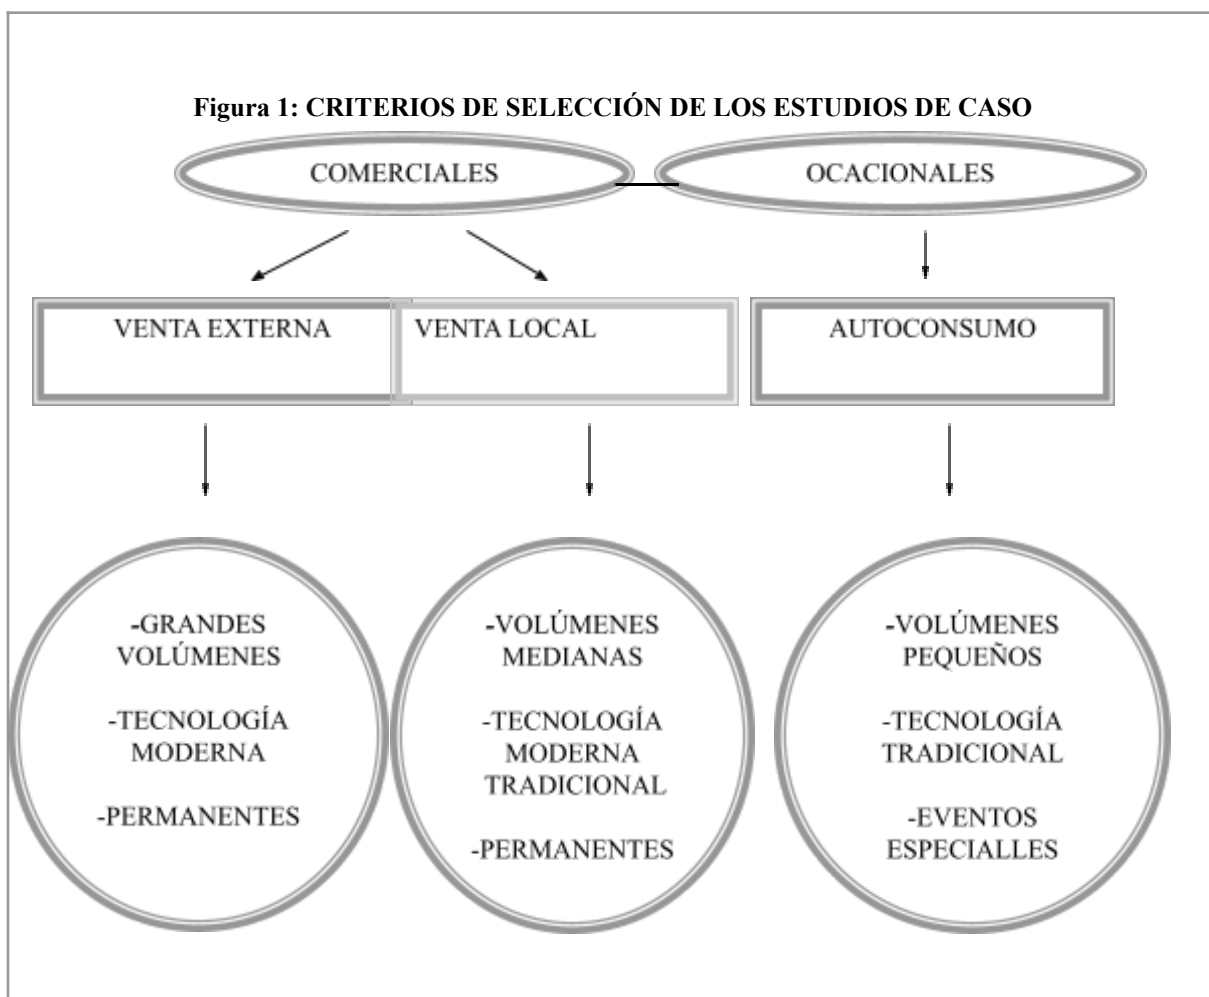 Figura 1: CRITERIOS DE SELECCIÓN DE LOS ESTUDIOS DE CASO
COMERCIALES
OCACIONALES
VENTA EXTERNA
VENTA LOCAL
AUTOCONSUMO
-GRANDES
VOLÚMENES
-TECNOLOGÍA
MODERNA
-PERMANENTES
-VOLÚMENES
MEDIANAS
-TECNOLOGÍA
MODERNA
TRADICIONAL
-PERMANENTES
-VOLÚMENES
PEQUEÑOS
-TECNOLOGÍA
TRADICIONAL
-EVENTOS
ESPECIALLES